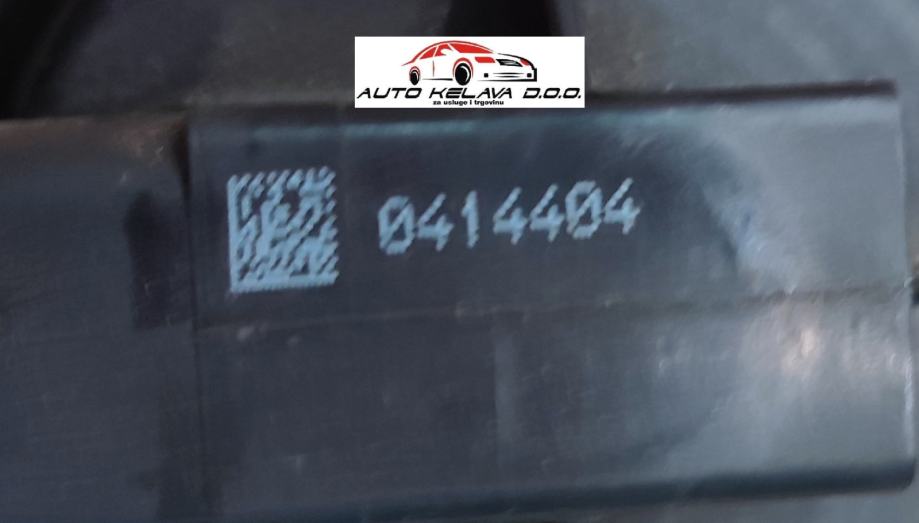 AUTO KELAVA D.O.O.
za usluge i trgovinu
0414404